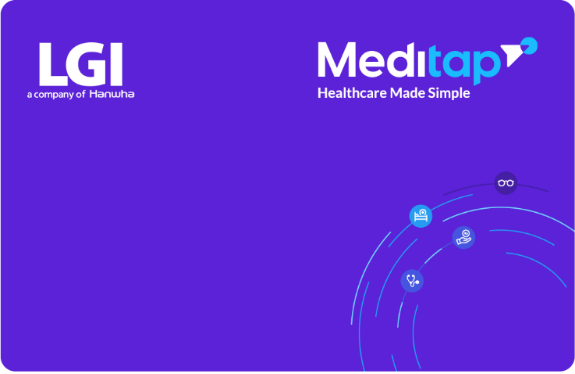 LGI
a company of Hanwha
Meditap
Healthcare Made Simple